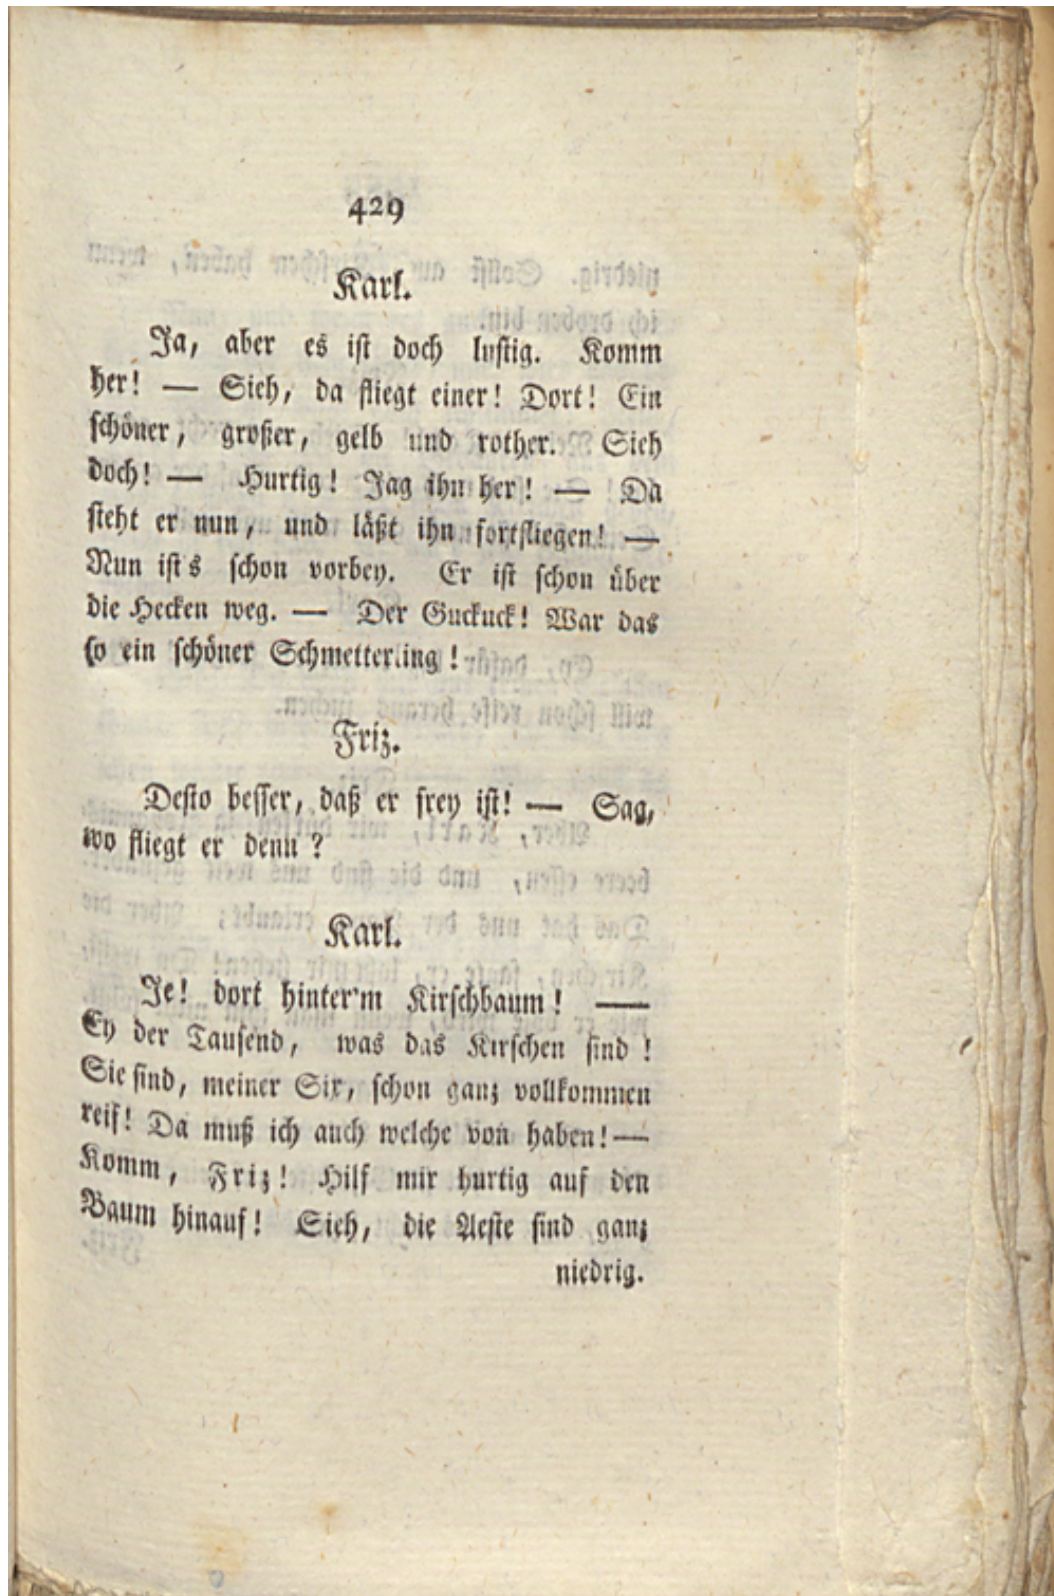 429
Karl.
Ja, aber es ist doch lustig. Komm
her! — Sieh, da fliegt einer! Dort! Ein
schöner, großer, gelb und rother. Sieh
doch! — Hurtig! Jag ihn her! — Da
steht er nun, und läßt ihn fortfliegen! —
Nun ist's schon vorbey. Er ist schon über
die Hecken weg. — Der Guckuck! War das
so ein schöner Schmetterling!
Friz.
Desto besser, daß er frey ist! — Sag,
wo fliegt er denn?
Karl.
Je! dort hinter'm Kirschbaum! —
Ey der Tausend, was das Kirschen sind!
Sie sind, meiner Six, schon ganz vollkommen
reif! Da muß ich auch welche von haben! —
Komm, Friz! Hilf mir hurtig auf den
Baum hinauf! Sieh, die Aeste sind ganz
niedrig.